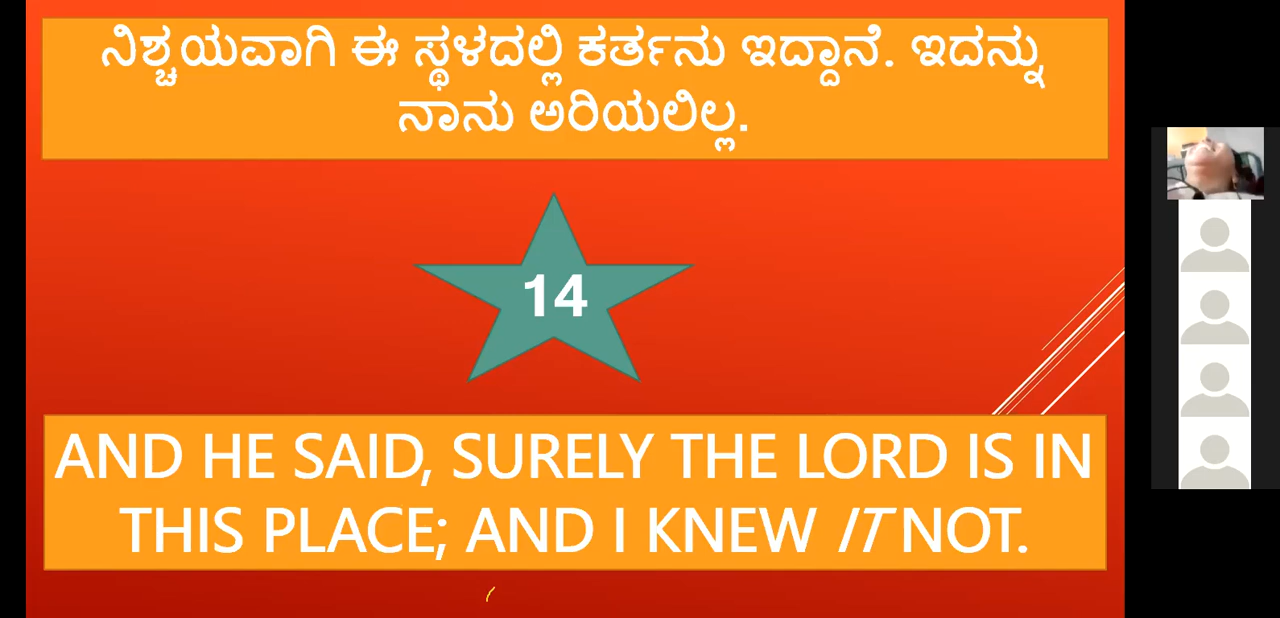 ನಿಶ್ಚಯವಾಗಿ ಈ ಸ್ಥಳದಲ್ಲಿ ಕರ್ತನು ಇದ್ದಾನೆ. ಇದನ್ನು
ನಾನು ಅರಿಯಲಿಲ್ಲ.
14
AND HE SAID, SURELY THE LORD IS IN
THIS PLACE; AND I KNEW IT NOT.